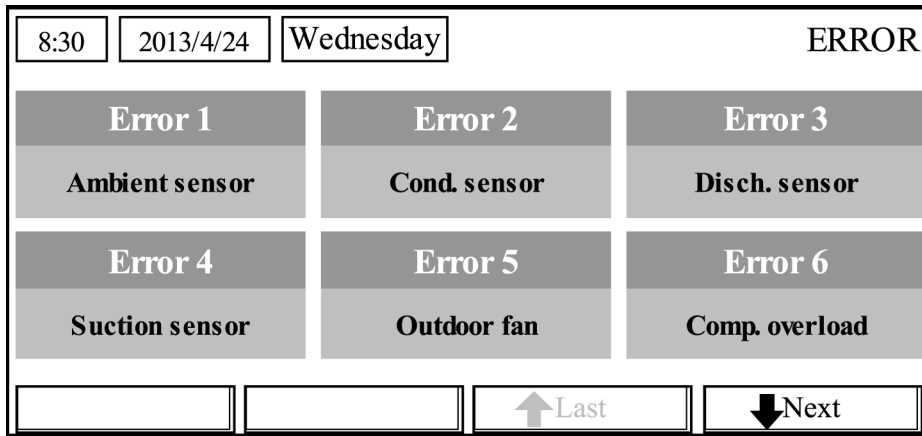 8:30 2013/4/24 Wednesday ERROR
Error 1 Error 2 Error 3
Ambient sensor Cond. sensor Disch. sensor
Error 4 Error 5 Error 6
Suction sensor Outdoor fan Comp. overload
Last Next